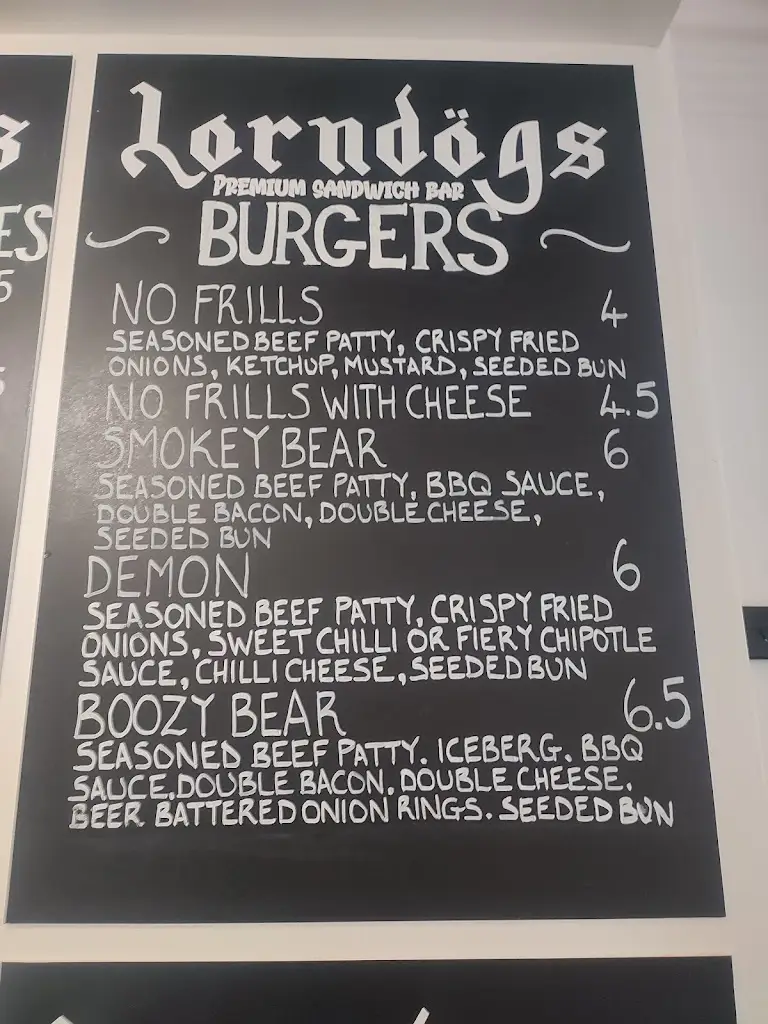 Lorndögs
PREMIUM SANDWICH BAR
BURGERS
NO FRILLS 4
SEASONED BEEF PATTY, CRISPY FRIED
ONIONS, KETCHUP, MUSTARD, SEEDED BUN
NO FRILLS WITH CHEESE 4.5
SMOKEY BEAR 6
SEASONED BEEF PATTY, BBQ SAUCE,
DOUBLE BACON, DOUBLE CHEESE,
SEEDED BUN
DEMON 6
SEASONED BEEF PATTY, CRISPY FRIED
ONIONS, SWEET CHILLI OR FIERY CHIPOTLE
SAUCE, CHILLI CHEESE, SEEDED BUN
BOOZY BEAR 6.5
SEASONED BEEF PATTY. ICEBERG. BBQ
SAUCE. DOUBLE BACON. DOUBLE CHEESE.
BEER BATTERED ONION RINGS. SEEDED BUN